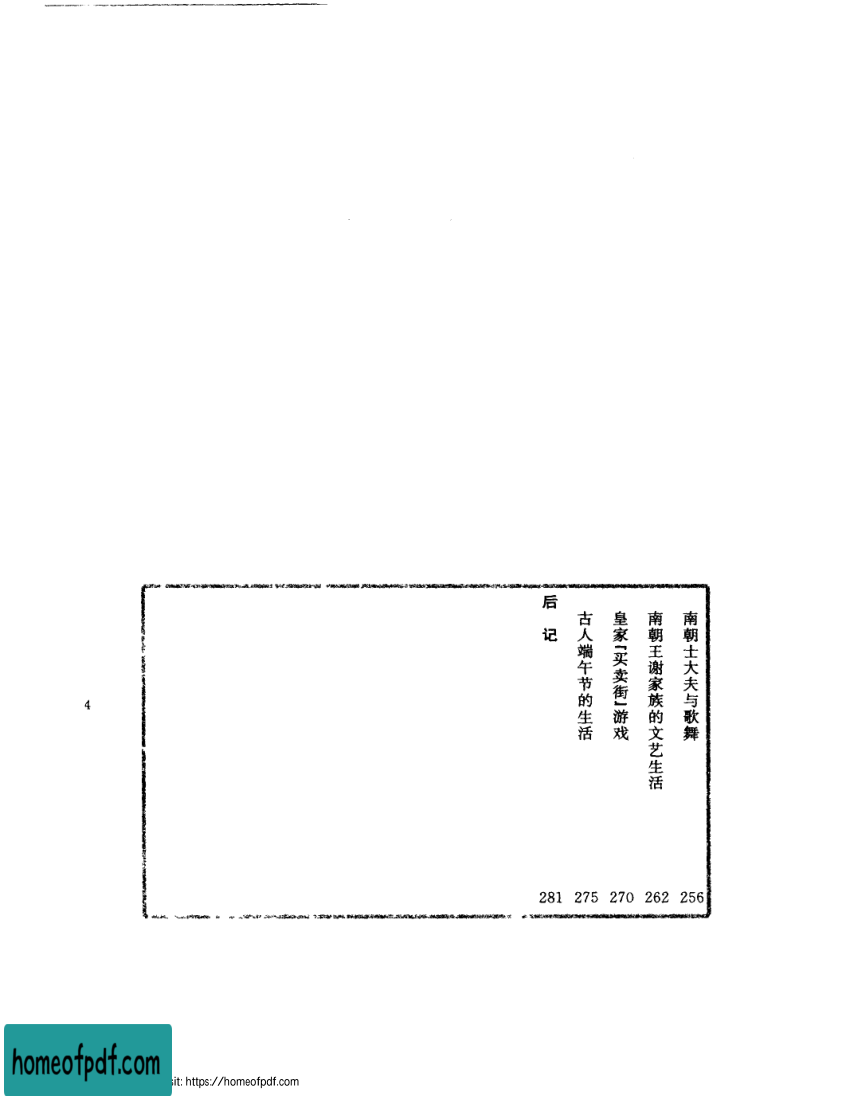 南朝士大夫与歌舞 256
南朝王谢家族的文艺生活 262
皇家「买卖街」游戏 270
古人端午节的生活 275
后记 281
4
homeofpdf.com
sit: https://homeofpdf.com